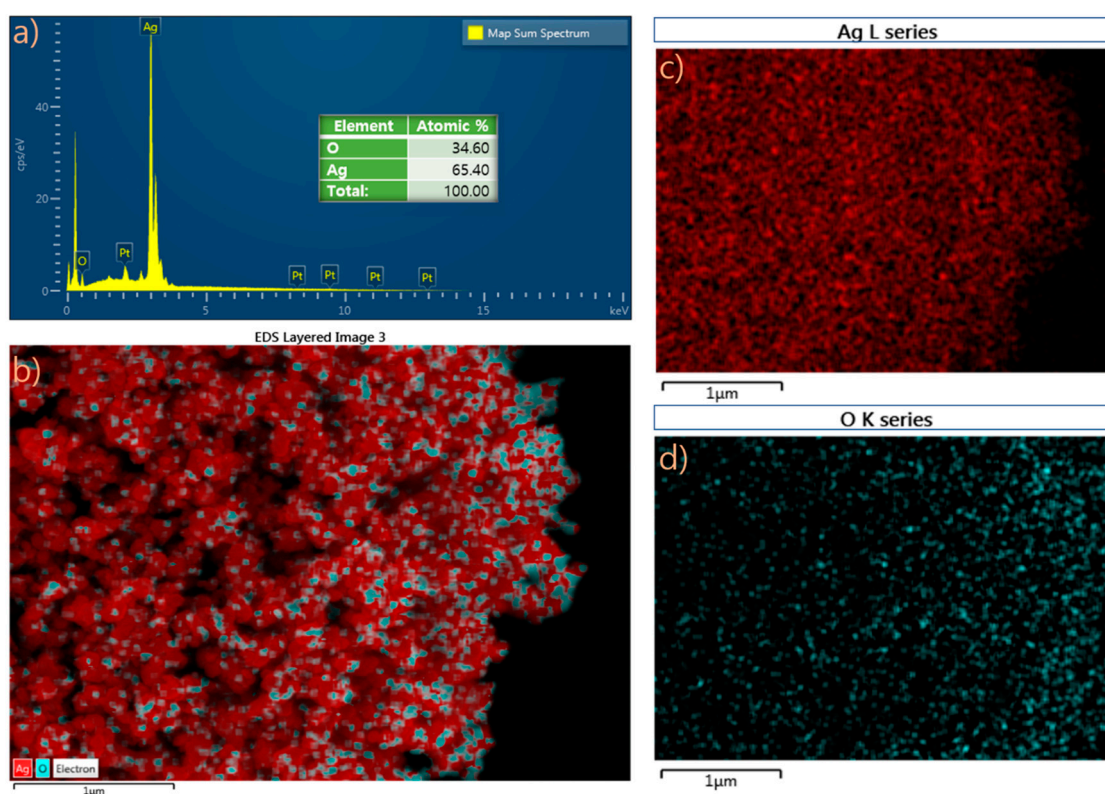 a)
Ag
Map Sum Spectrum
40
20
0
cps/eV
Element Atomic %
O 34.60
Ag 65.40
Total: 100.00
O
Pt
Pt
Pt
Pt
Pt
0 5 10 15 keV
EDS Layered Image 3
b)
Ag O Electron
1μm
Ag L series
c)
1μm
O K series
d)
1μm